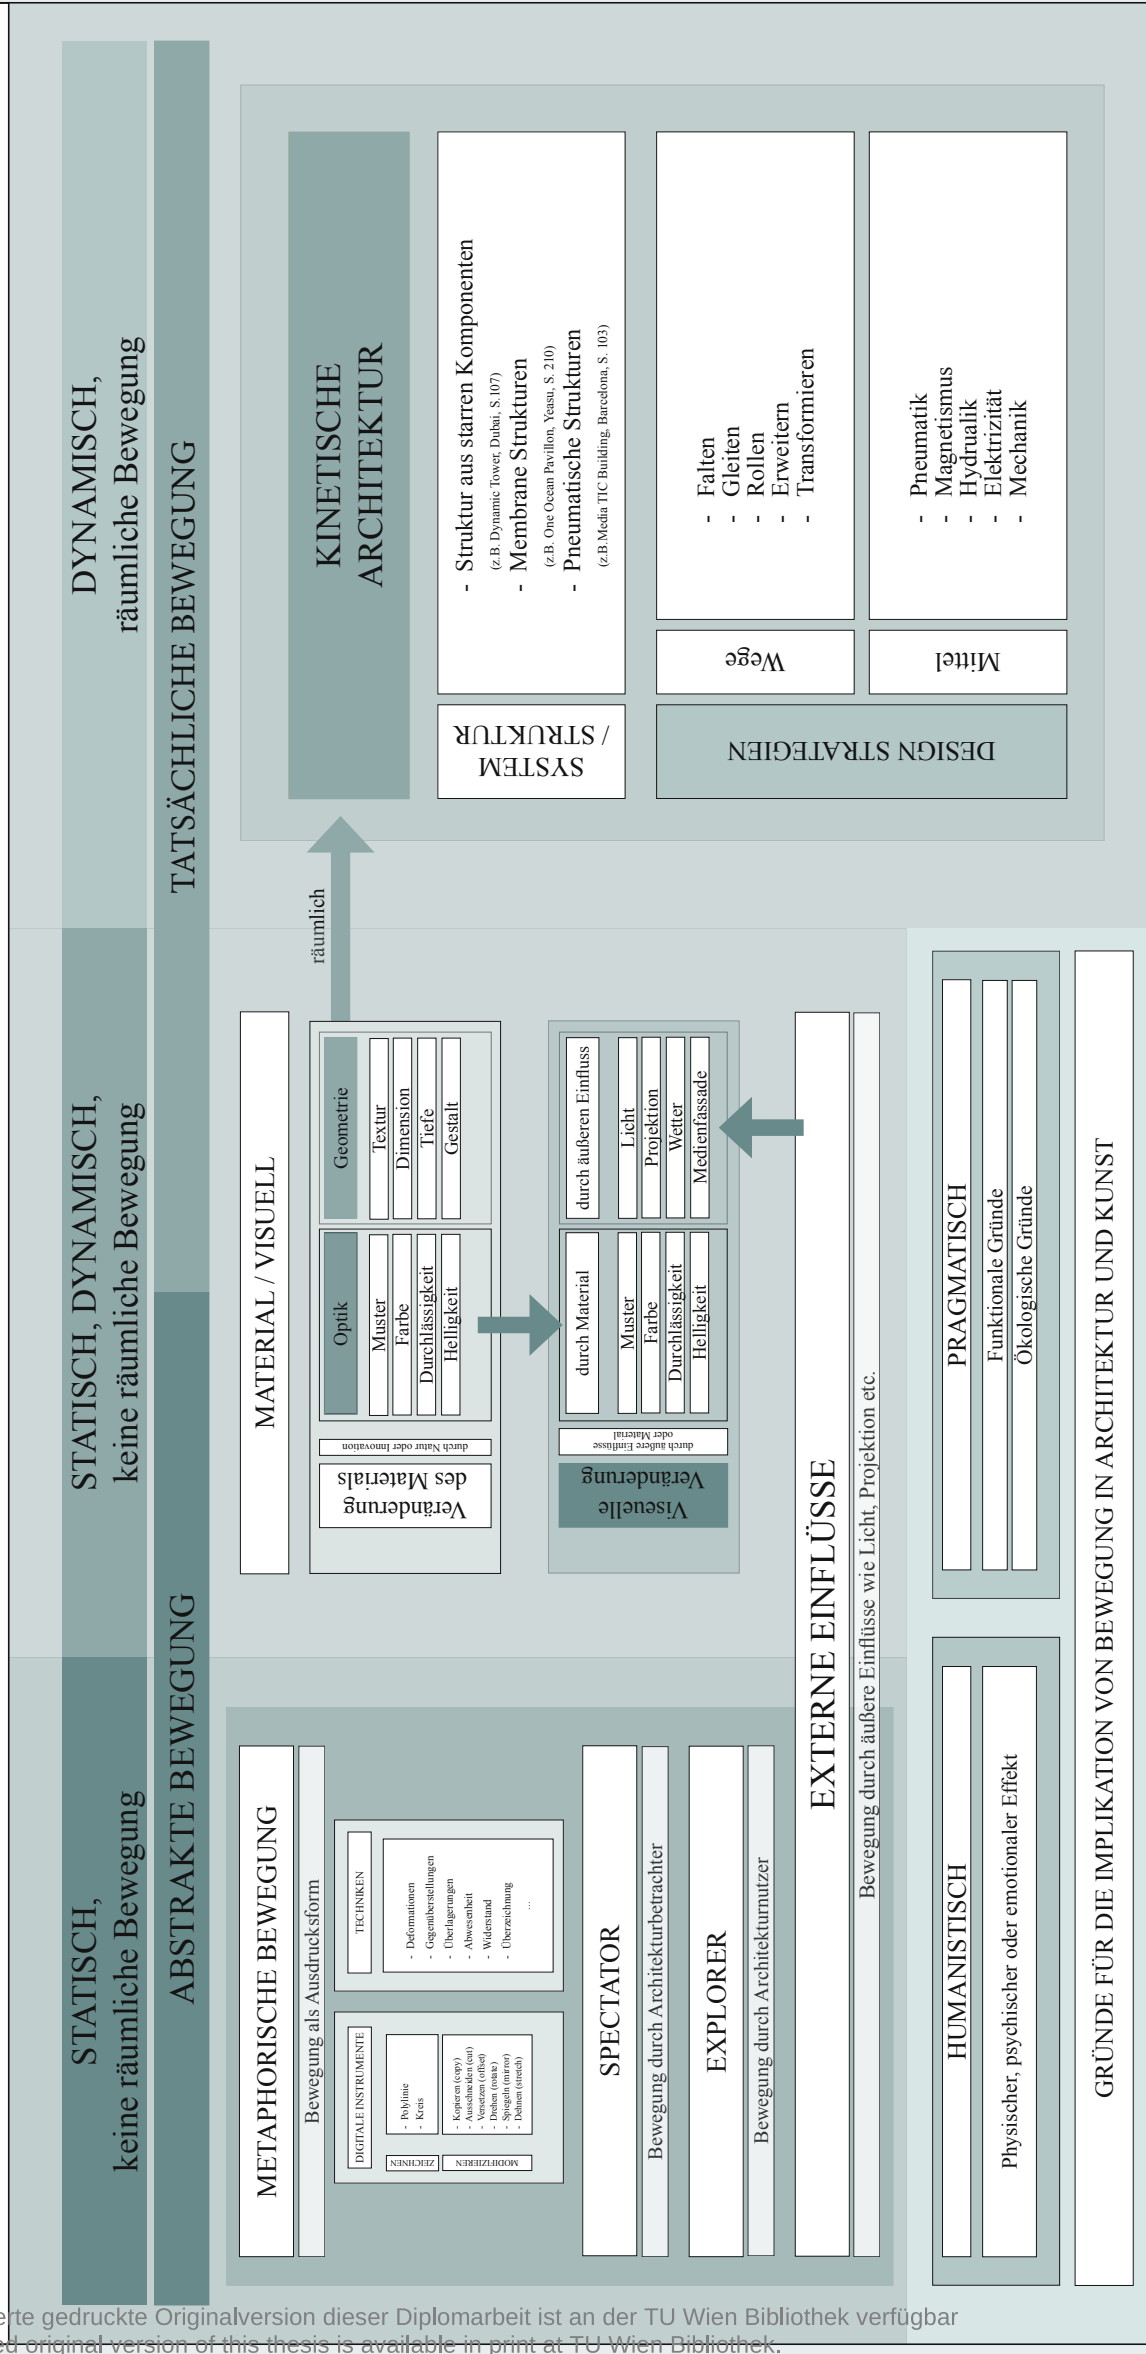 STATISCH,
keine räumliche Bewegung
STATISCH, DYNAMISCH,
keine räumliche Bewegung
DYNAMISCH,
räumliche Bewegung
ABSTRAKTE BEWEGUNG
TATSÄCHLICHE BEWEGUNG
METAPHORISCHE BEWEGUNG
Bewegung als Ausdrucksform
DIGITALE INSTRUMENTE
ZEICHNEN
- Polylinie
- Kreis
MODIFIZIEREN
- Kopieren (copy)
- Ausschneiden (cut)
- Versetzen (offset)
- Drehen (rotate)
- Spiegeln (mirror)
- Dehnen (stretch)
TECHNIKEN
- Deformationen
- Gegenüberstellungen
- Überlagerungen
- Abwesenheit
- Widerstand
- Überzeichnung
...
SPECTATOR
Bewegung durch Architekturbetrachter
EXPLORER
Bewegung durch Architekturnutzer
EXTERNE EINFLÜSSE
Bewegung durch äußere Einflüsse wie Licht, Projektion etc.
MATERIAL / VISUELL
Veränderung
des Materials
durch Natur oder Innovation
Optik
Muster
Farbe
Durchlässigkeit
Helligkeit
Geometrie
Textur
Dimension
Tiefe
Gestalt
räumlich
Viseuelle
Veränderung
durch äußere Einflüsse
oder Material
durch Material
Muster
Farbe
Durchlässigkeit
Helligkeit
durch äußeren Einfluss
Licht
Projektion
Wetter
Medienfassade
KINETISCHE
ARCHITEKTUR
SYSTEM
/ STRUKTUR
- Struktur aus starren Komponenten
(z.B. Dynamic Tower, Dubai, S.107)
- Membrane Strukturen
(z.B. One Ocean Pavillon, Yeasu, S. 210)
- Pneumatische Strukturen
(z.B.Media TIC Building, Barcelona, S. 103)
DESIGN STRATEGIEN
Wege
- Falten
- Gleiten
- Rollen
- Erweitern
- Transformieren
Mittel
- Pneumatik
- Magnetismus
- Hydrualik
- Elektrizität
- Mechanik
HUMANISTISCH
Physischer, psychischer oder emotionaler Effekt
PRAGMATISCH
Funktionale Gründe
Ökologische Gründe
GRÜNDE FÜR DIE IMPLIKATION VON BEWEGUNG IN ARCHITEKTUR UND KUNST
erte gedruckte Originalversion dieser Diplomarbeit ist an der TU Wien Bibliothek verfügbar
ed original version of this thesis is available in print at TU Wien Bibliothek.